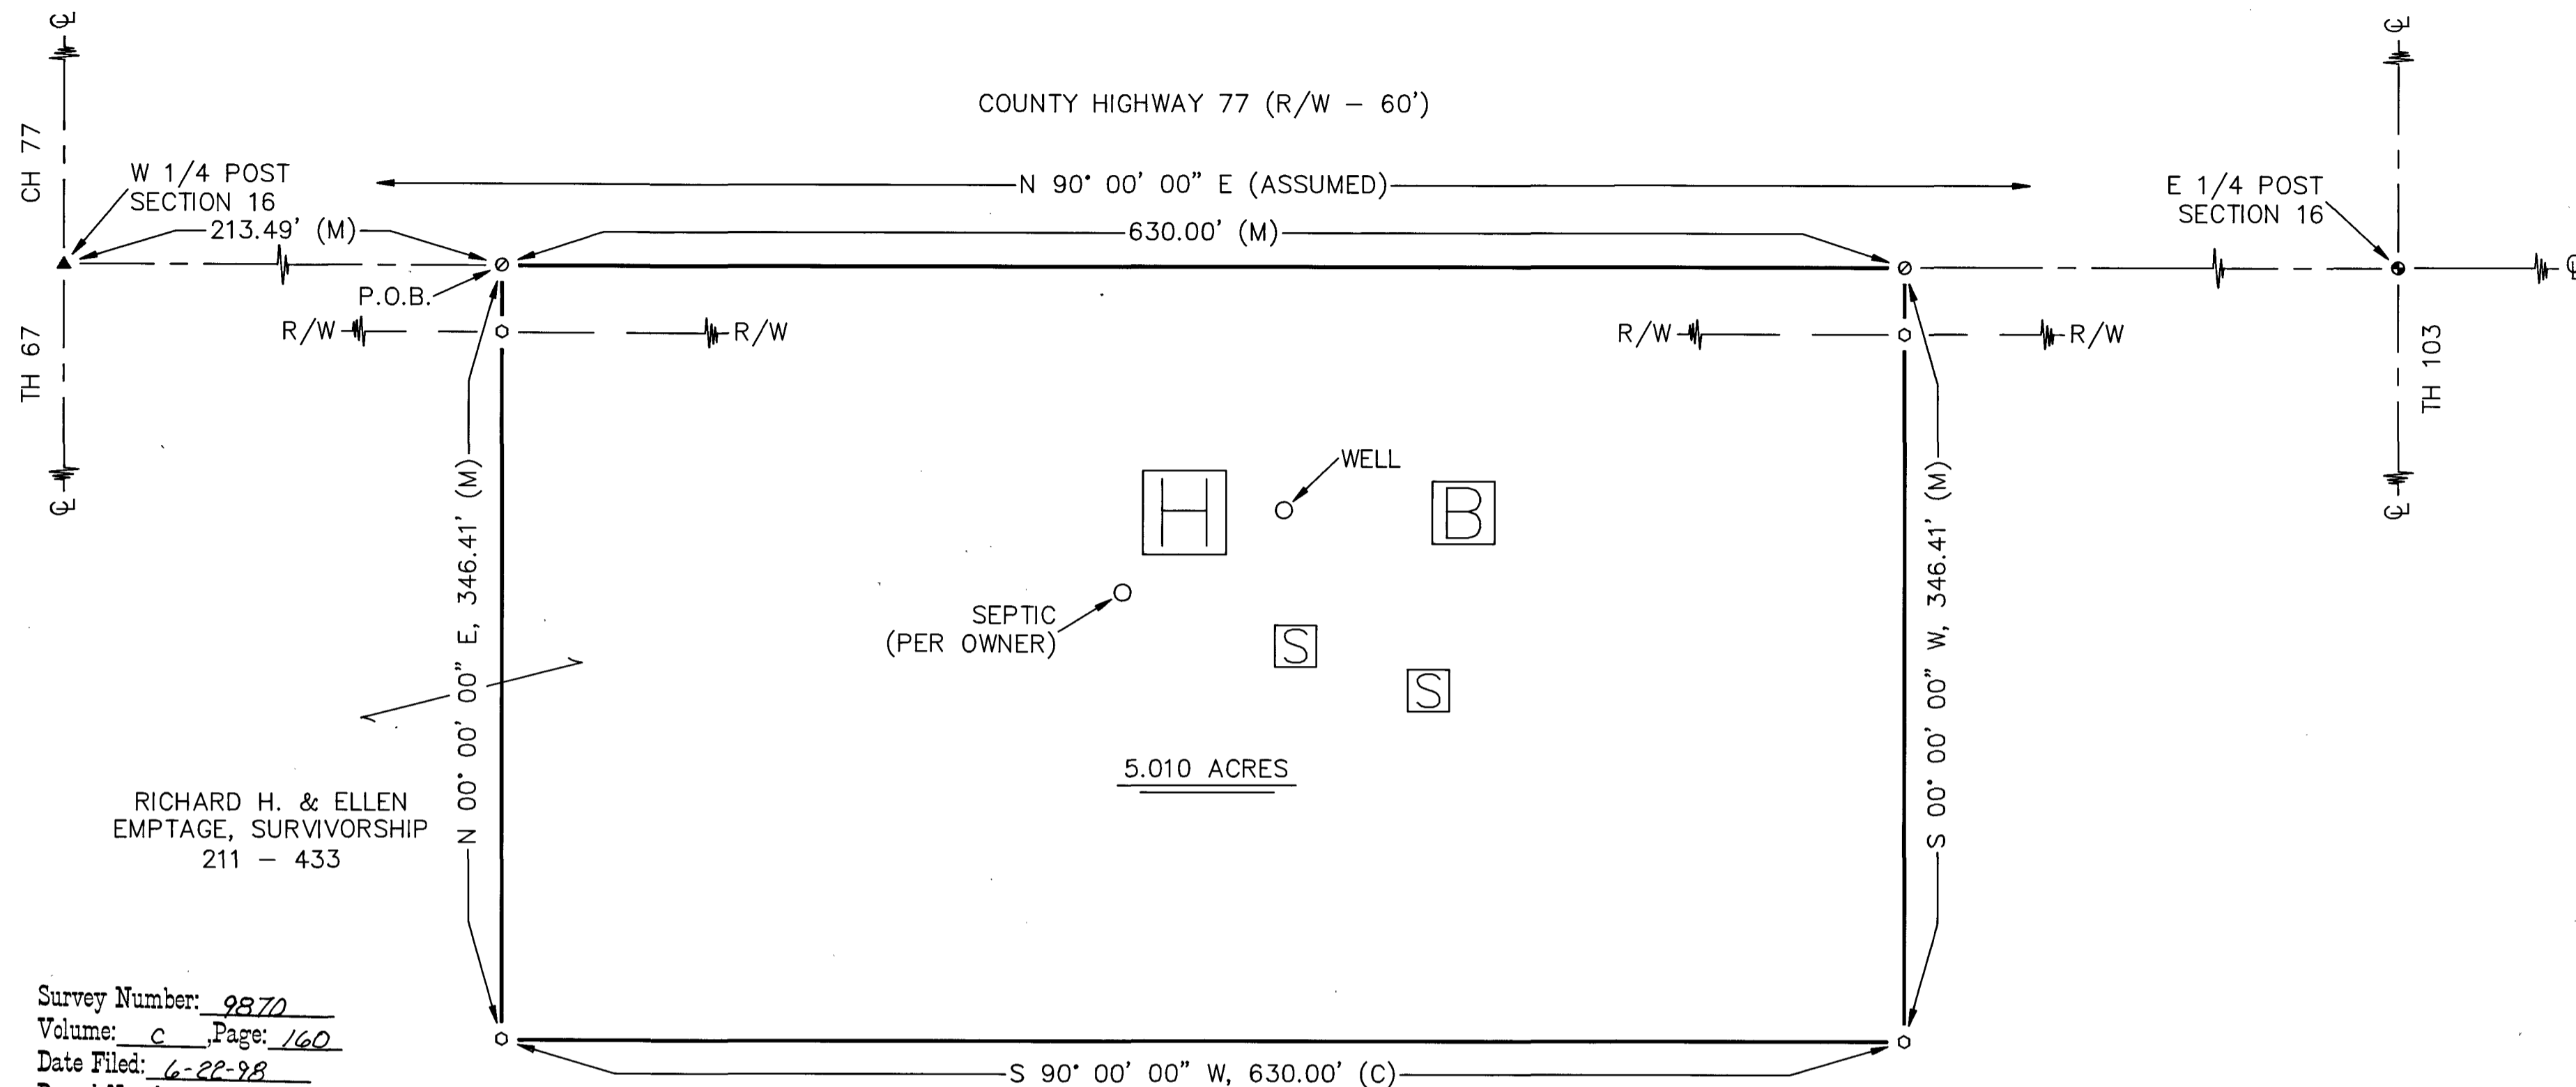 COUNTY HIGHWAY 77 (R/W – 60')
CH 77
W 1/4 POST
SECTION 16
N 90° 00' 00" E (ASSUMED)
E 1/4 POST
SECTION 16
213.49' (M)
630.00' (M)
P.O.B.
R/W
R/W
R/W
R/W
TH 67
TH 103
WELL
H
B
N 00° 00' 00" E, 346.41' (M)
S 00° 00' 00" W, 346.41' (M)
SEPTIC
(PER OWNER)
S
S
5.010 ACRES
RICHARD H. & ELLEN
EMPTAGE, SURVIVORSHIP
211 – 433
Survey Number: 9870
Volume: C ,Page: 160
Date Filed: 6-22-98
S 90° 00' 00" W, 630.00' (C)